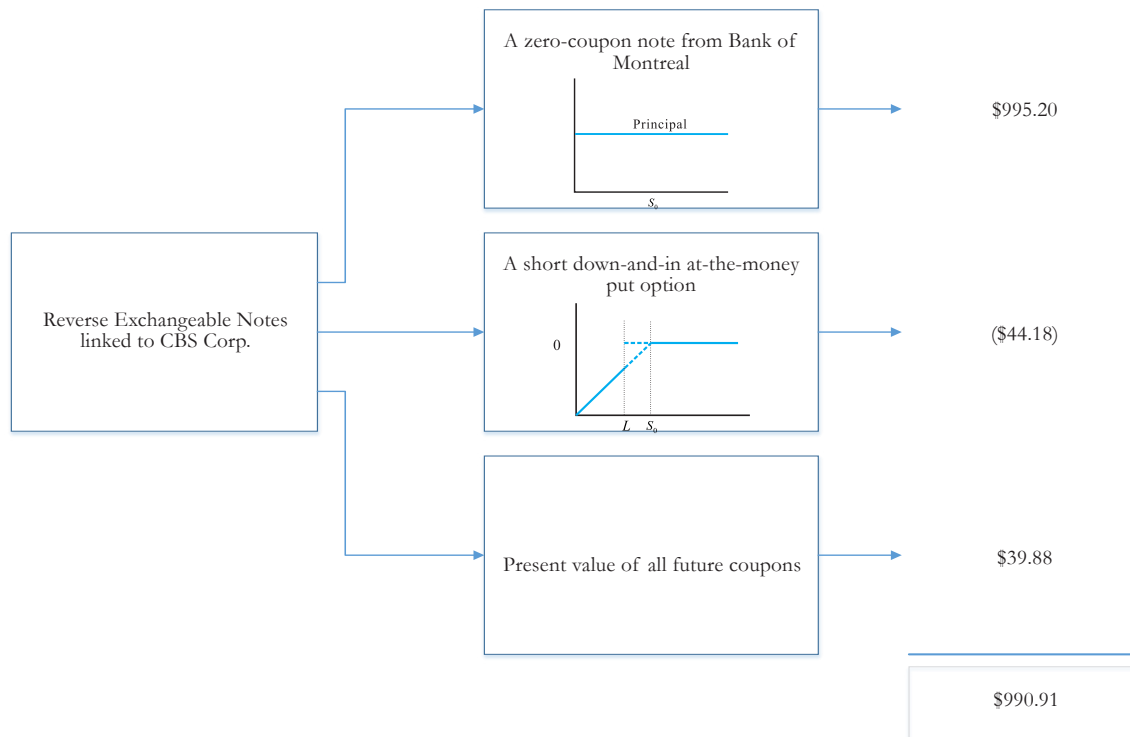 A zero-coupon note from Bank of
Montreal
Principal
S₀
$995.20
Reverse Exchangeable Notes
linked to CBS Corp.
A short down-and-in at-the-money
put option
0
L S₀
($44.18)
Present value of all future coupons
$39.88
$990.91